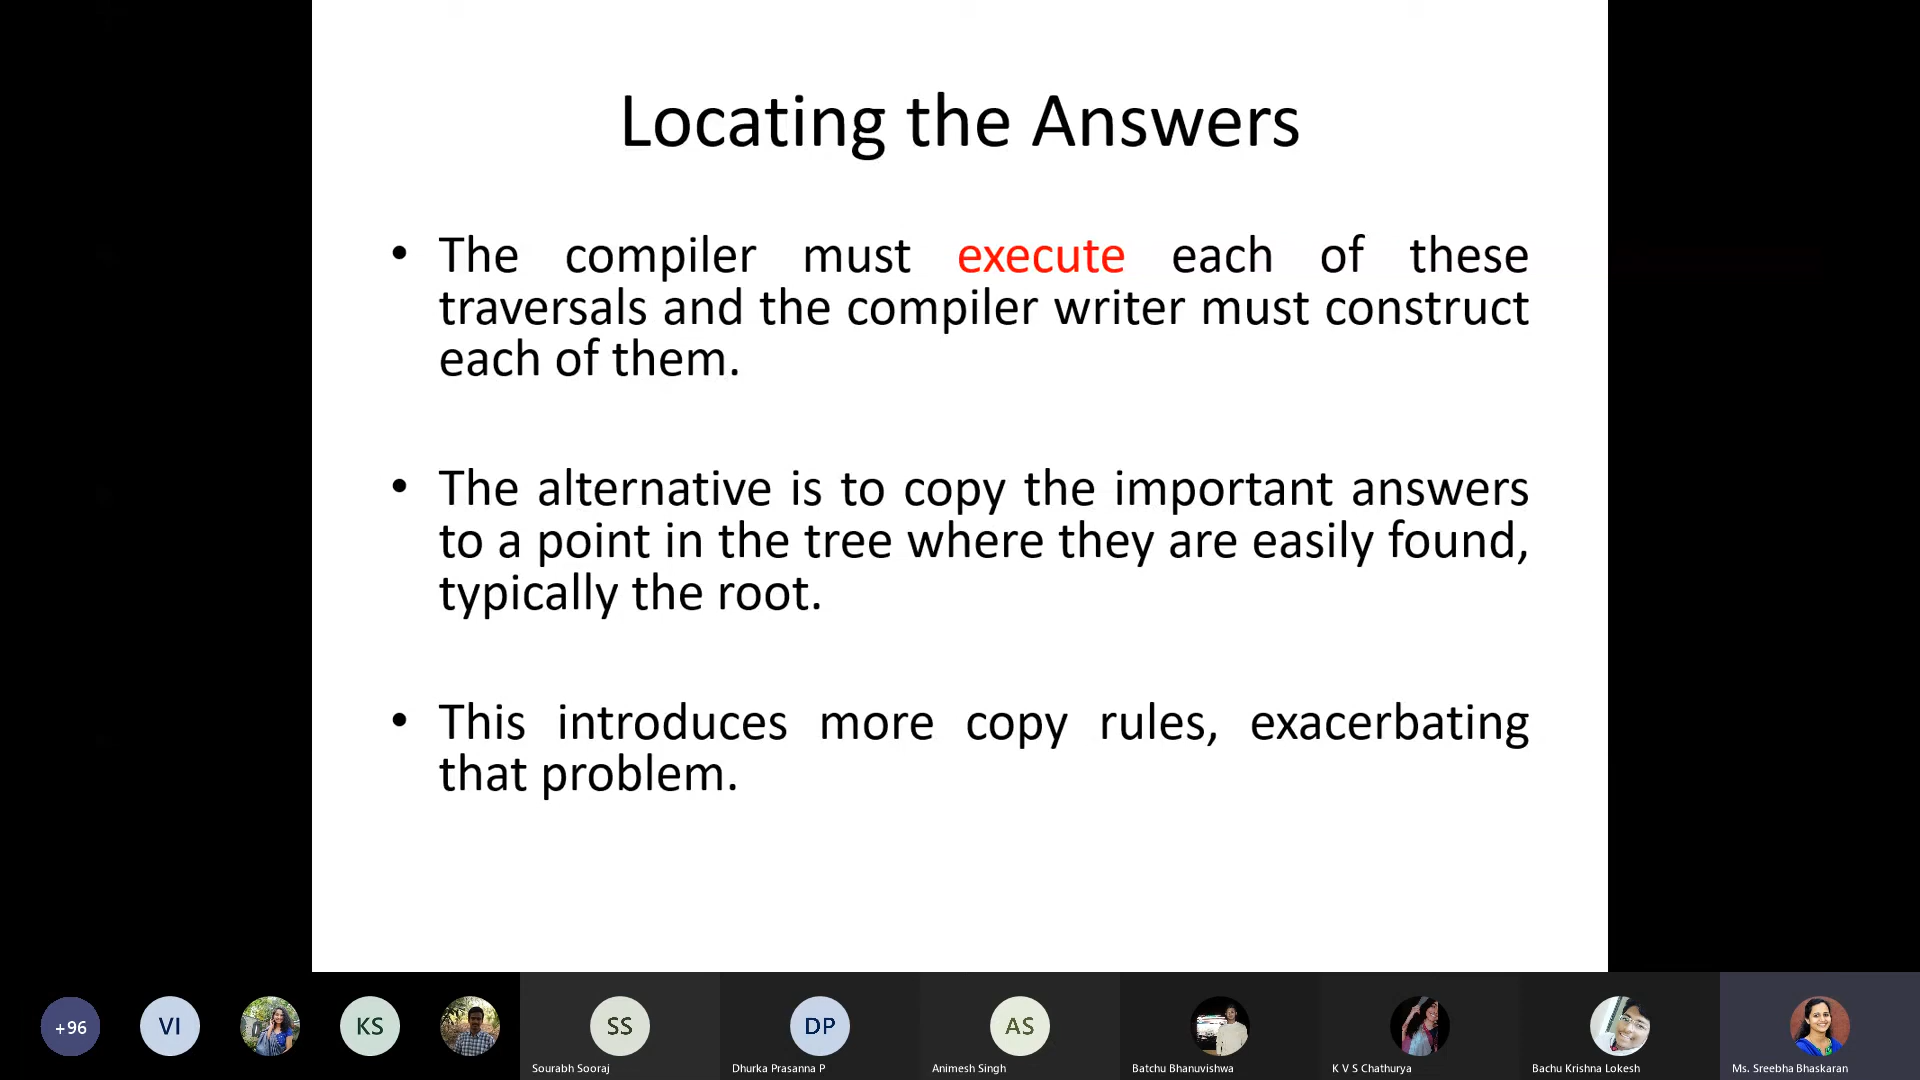 Locating the Answers
• The compiler must execute each of these
traversals and the compiler writer must construct
each of them.
• The alternative is to copy the important answers
to a point in the tree where they are easily found,
typically the root.
• This introduces more copy rules, exacerbating
that problem.
+96
VI
KS
SS
DP
AS
Sourabh Sooraj
Dhurka Prasanna P
Animesh Singh
Batchu Bhanuvishwa
K V S Chathurya
Bachu Krishna Lokesh
Ms. Sreebha Bhaskaran